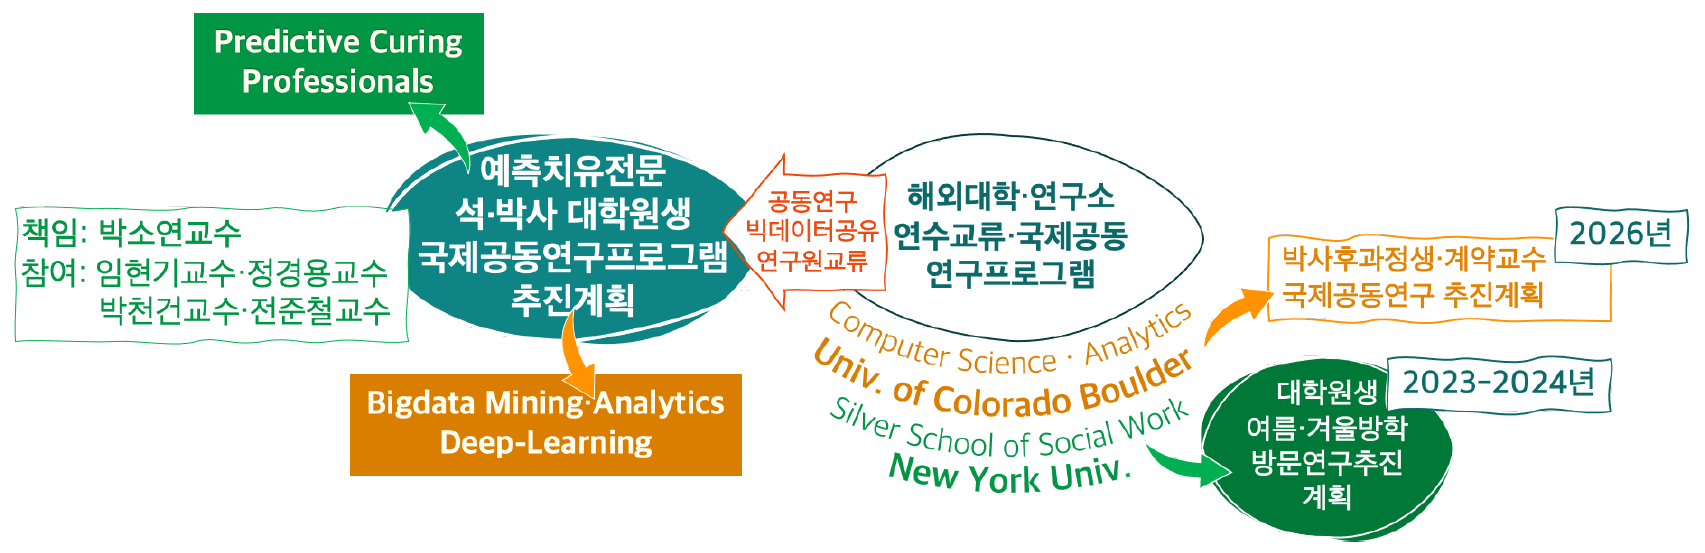 Predictive Curing
Professionals
예측치유전문
석·박사 대학원생
국제공동연구프로그램
추진계획
책임: 박소연교수
참여: 임현기교수·정경용교수
박천건교수·전준철교수
Bigdata Mining·Analytics
Deep-Learning
공동연구
빅데이터공유
연구원교류
해외대학·연구소
연수교류·국제공동
연구프로그램
Computer Science · Analytics
Univ. of Colorado Boulder
Silver School of Social Work
New York Univ.
2026년
박사후과정생·계약교수
국제공동연구 추진계획
2023-2024년
대학원생
여름·겨울방학
방문연구추진
계획